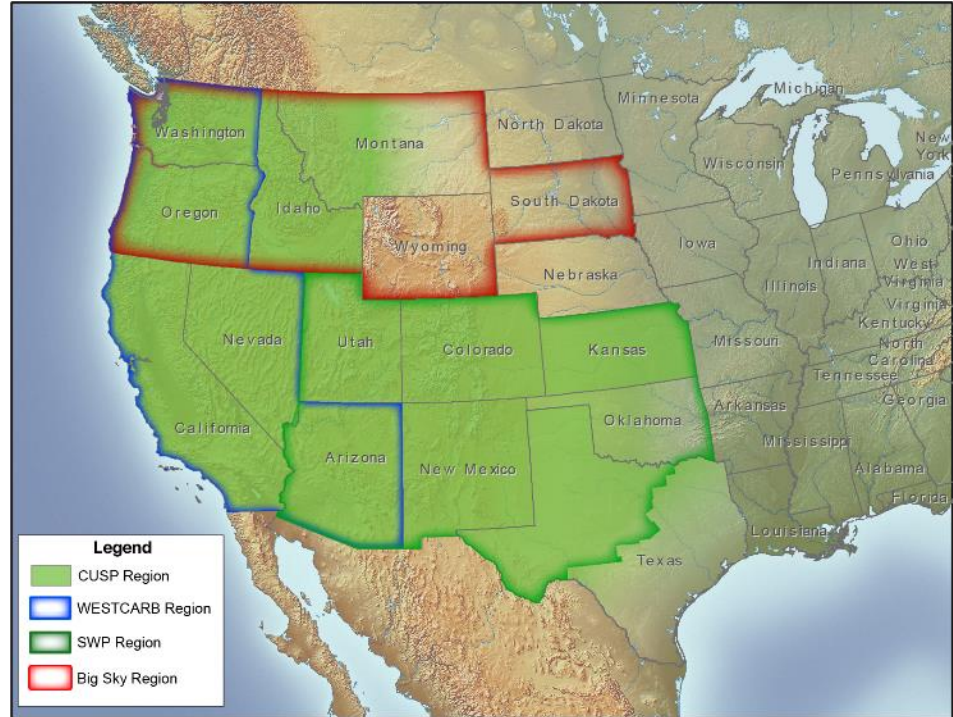 Washington
Montana
North Dakota
Minnesota
Michigan
Oregon
Idaho
South Dakota
Wisconsin
New
York
Pennsylvania
Wyoming
Iowa
Nebraska
Illinois
Indiana
Ohio
West
Virginia
Virginia
Nevada
Utah
Colorado
Kansas
Missouri
Kentucky
North
Carolina
Tennessee
California
Arizona
New Mexico
Oklahoma
Arkansas
Georgia
Mississippi
Alabama
Florida
Texas
Louisiana
Legend
CUSP Region
WESTCARB Region
SWP Region
Big Sky Region